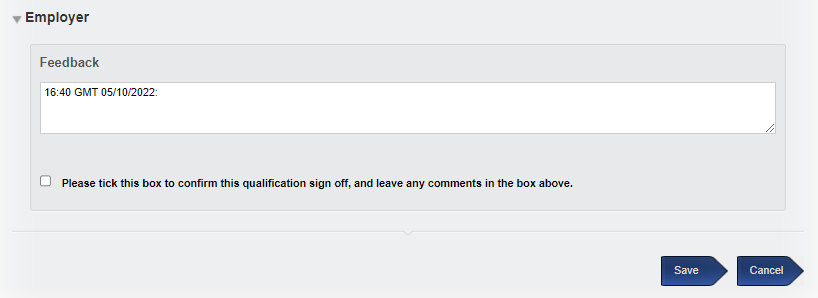 Employer
Feedback
16:40 GMT 05/10/2022:
Please tick this box to confirm this qualification sign off, and leave any comments in the box above.
Save
Cancel